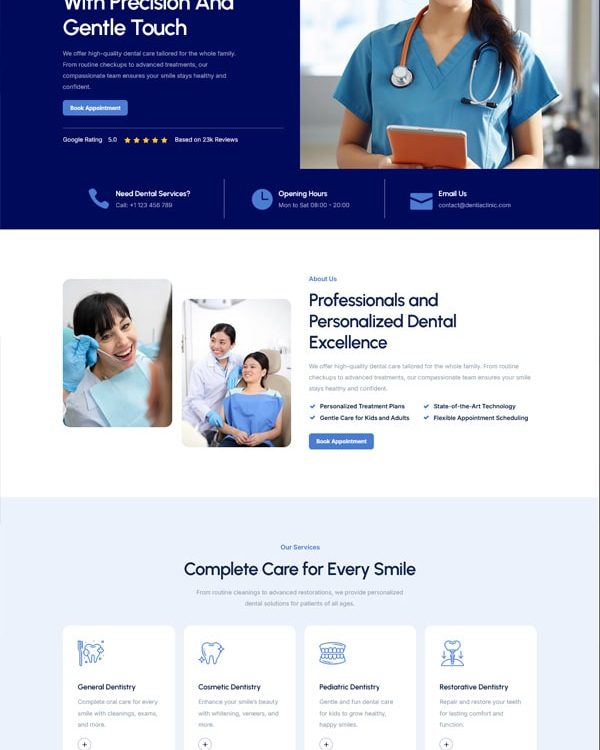 With Precision And
Gentle Touch
We offer high-quality dental care tailored for the whole family.
From routine checkups to advanced treatments, our
compassionate team ensures your smile stays healthy and
confident.
Book Appointment
Google Rating 5.0 Based on 23k Reviews
Need Dental Services?
Call: +1 123 456 789
Opening Hours
Mon to Sat 08:00 - 20:00
Email Us
contact@dentiaclinic.com
About Us
Professionals and
Personalized Dental
Excellence
We offer high-quality dental care tailored for the whole family. From routine
checkups to advanced treatments, our compassionate team ensures your smile
stays healthy and confident.
Personalized Treatment Plans
State-of-the-Art Technology
Gentle Care for Kids and Adults
Flexible Appointment Scheduling
Book Appointment
Our Services
Complete Care for Every Smile
From routine cleanings to advanced restorations, we provide personalized
dental solutions for patients of all ages.
General Dentistry
Complete oral care for every
smile with cleanings, exams,
and more.
Cosmetic Dentistry
Enhance your smile's beauty
with whitening, veneers, and
more.
Pediatric Dentistry
Gentle and fun dental care
for kids to grow healthy,
happy smiles.
Restorative Dentistry
Repair and restore your teeth
for lasting comfort and
function.